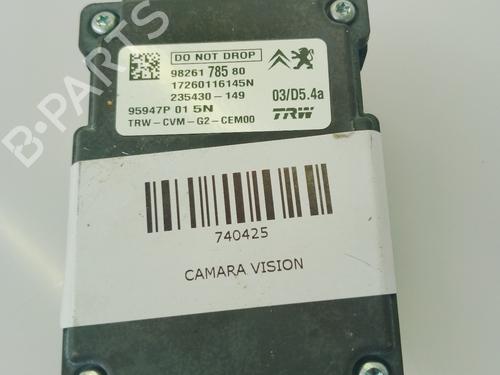 DO NOT DROP
98261 785 80
17260116145N
235430-149
03/D5.4a
95947P 01 5N
TRW-CVM-G2-CEM00
TRW
740425
CAMARA VISION